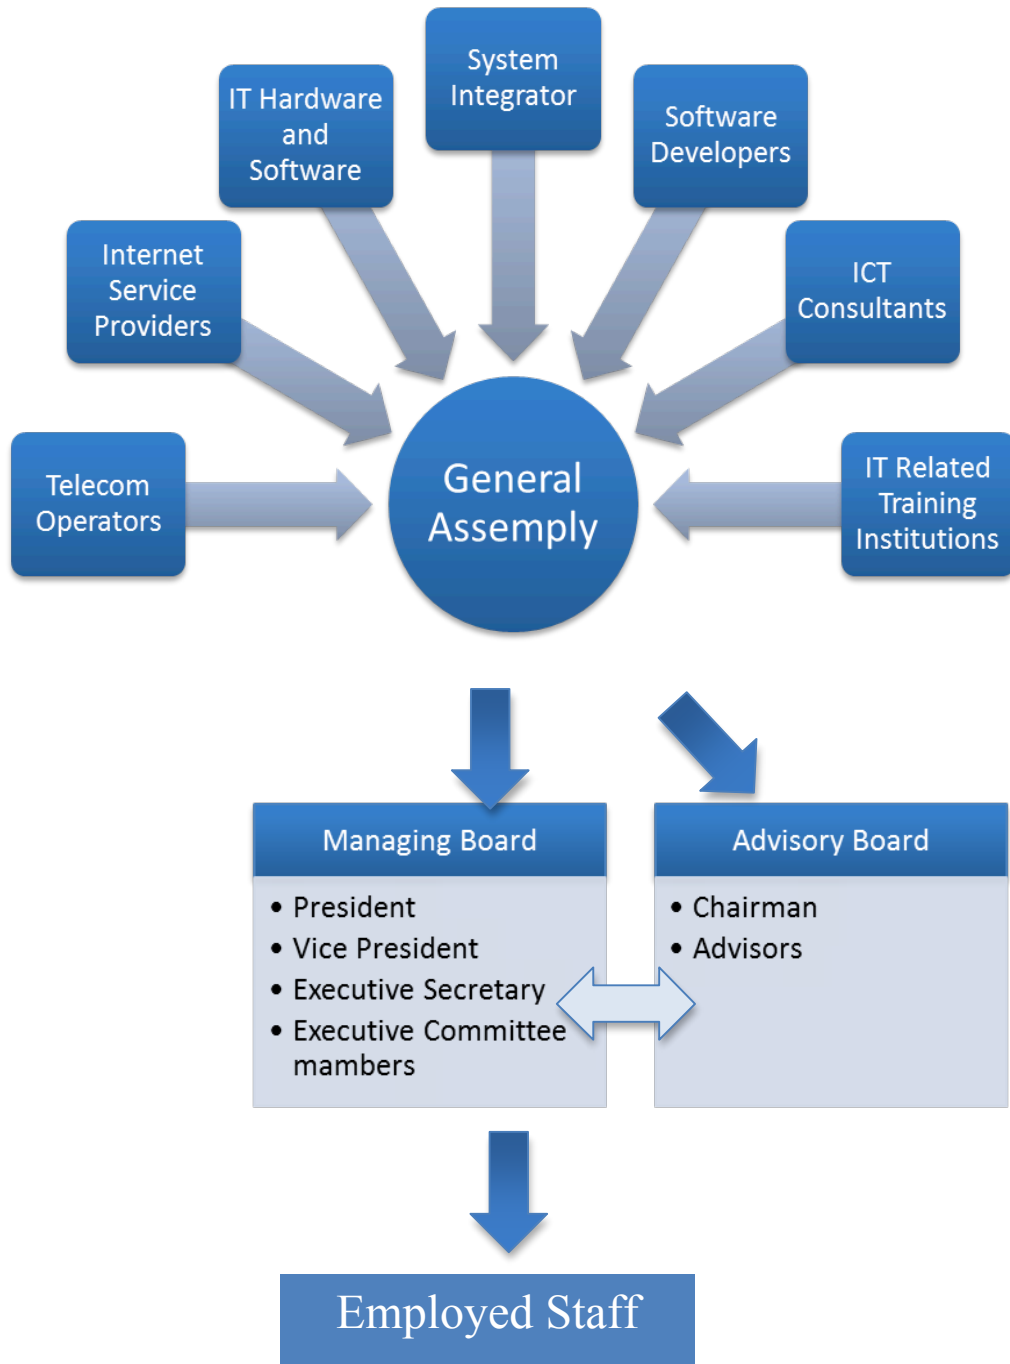 System
Integrator
IT Hardware
and
Software
Software
Developers
Internet
Service
Providers
ICT
Consultants
Telecom
Operators
General
Assemply
IT Related
Training
Institutions
Managing Board
• President
• Vice President
• Executive Secretary
• Executive Committee
mambers
Advisory Board
• Chairman
• Advisors
Employed Staff